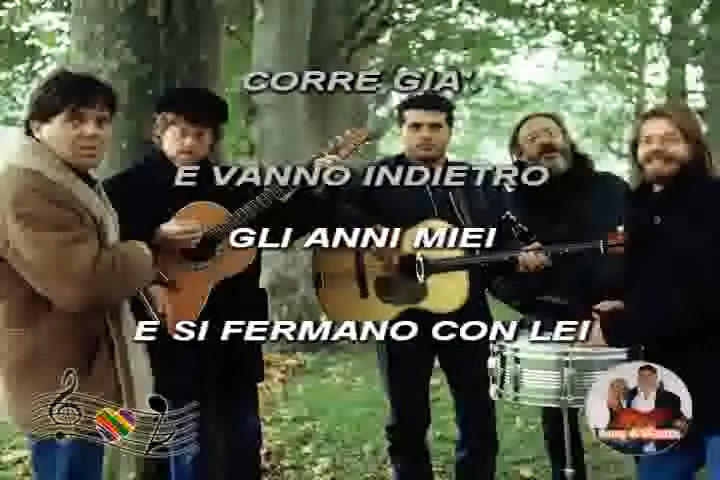 CORRE GIA'.
E VANNO INDIETRO
GLI ANNI MIEI
E SI FERMANO CON LEI